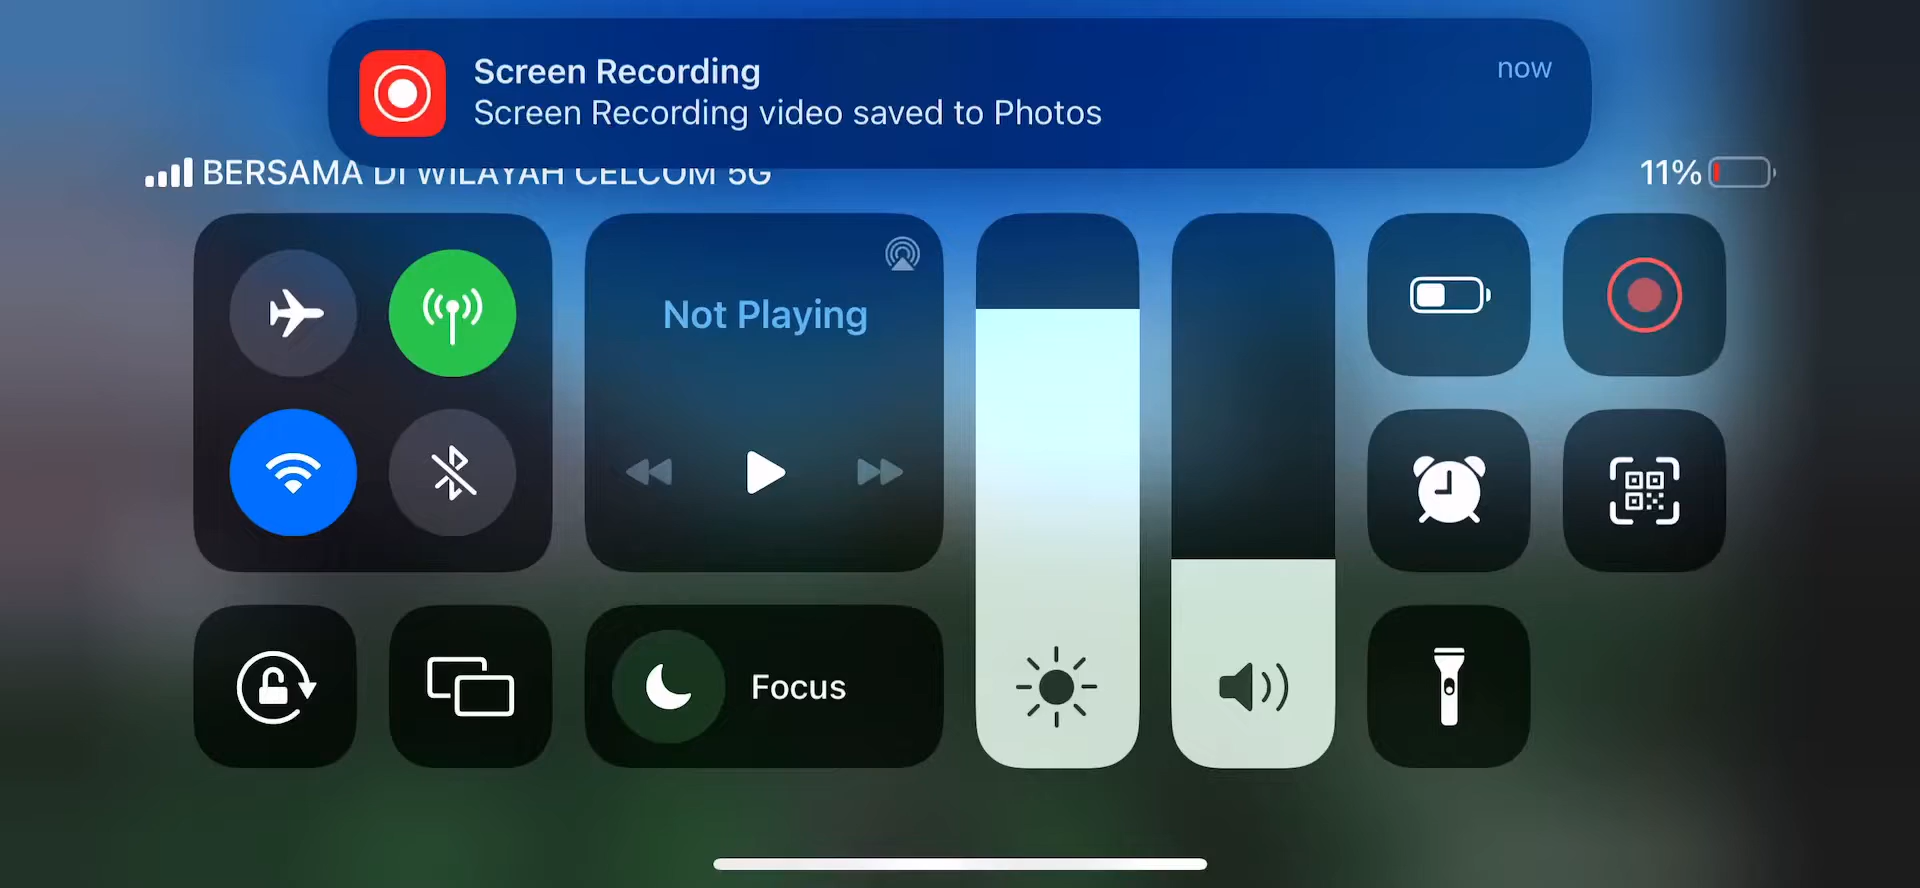 Screen Recording
now
Screen Recording video saved to Photos
BERSAMA DI WILAYAH CELCOM 5G
11%
Not Playing
Focus